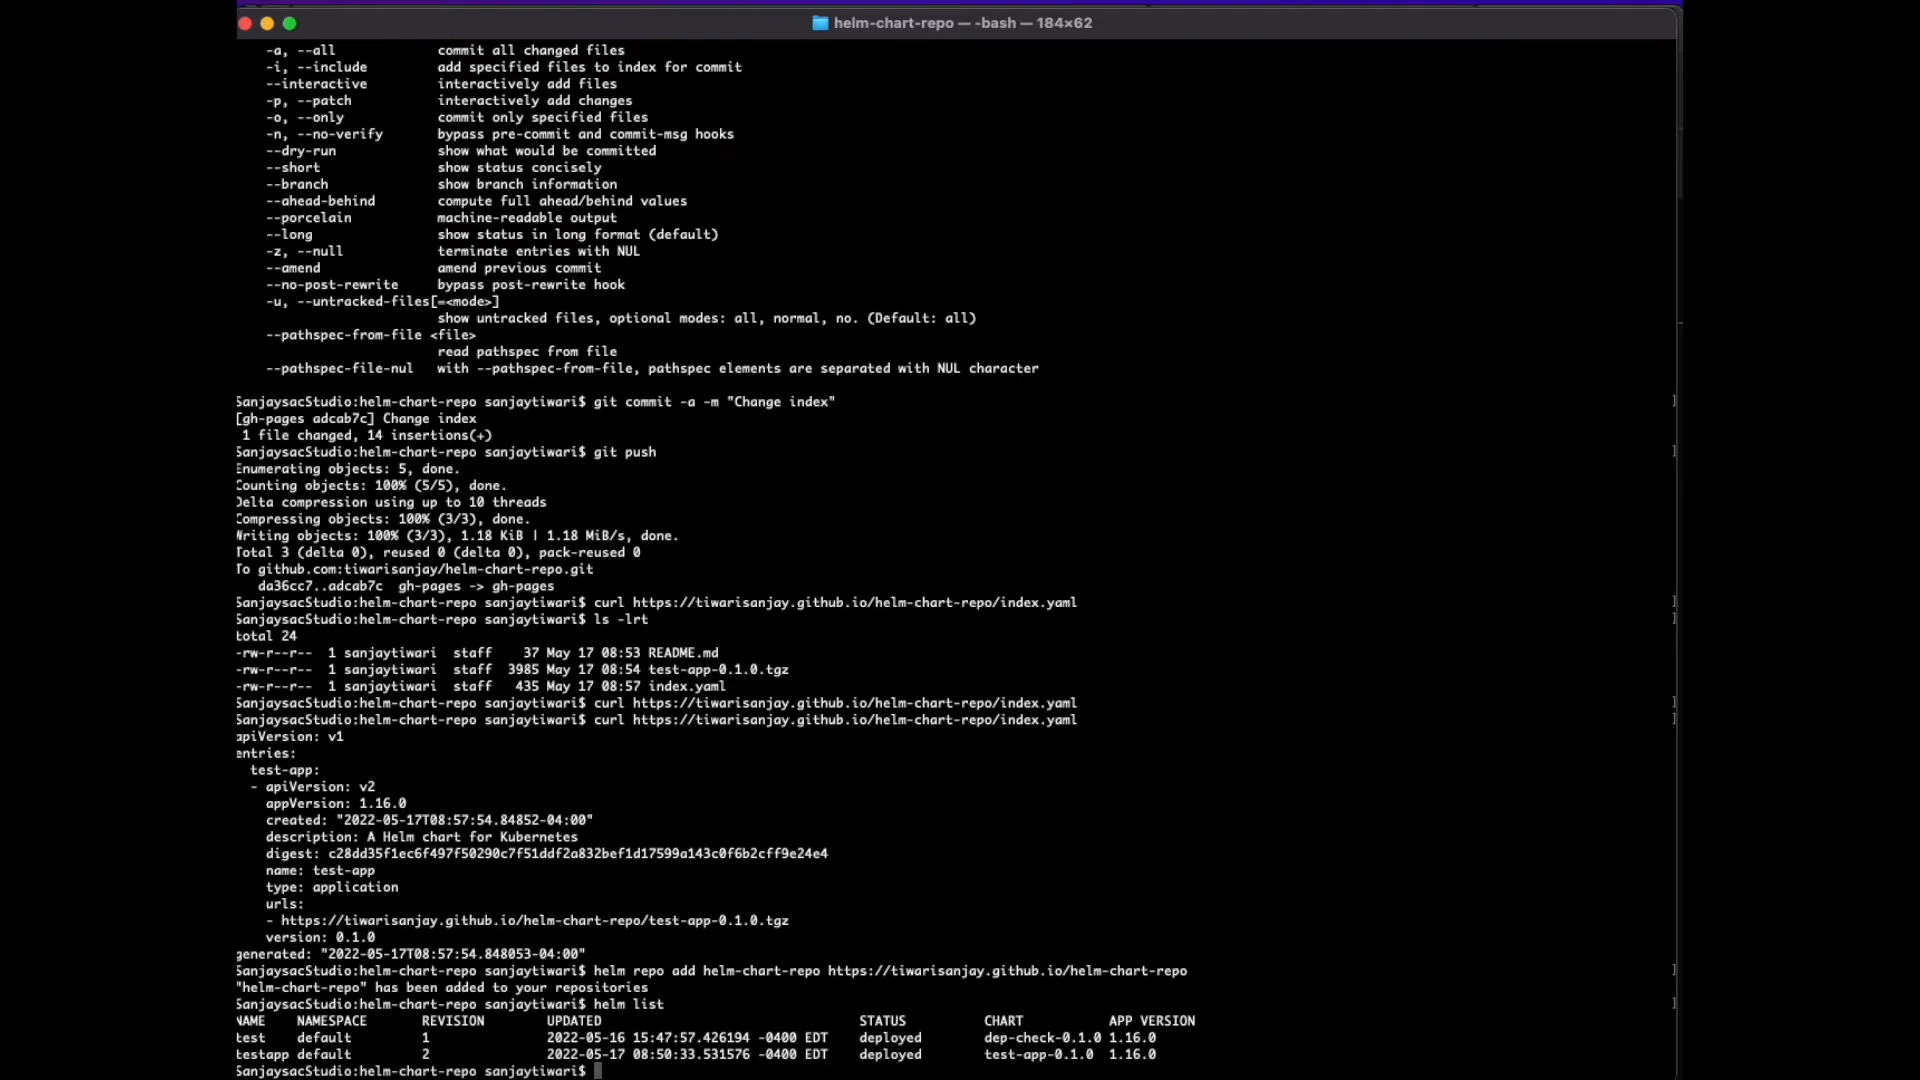 helm-chart-repo — -bash — 184×62
-a, --all commit all changed files
-i, --include add specified files to index for commit
--interactive interactively add files
-p, --patch interactively add changes
-o, --only commit only specified files
-n, --no-verify bypass pre-commit and commit-msg hooks
--dry-run show what would be committed
--short show status concisely
--branch show branch information
--ahead-behind compute full ahead/behind values
--porcelain machine-readable output
--long show status in long format (default)
-z, --null terminate entries with NUL
--amend amend previous commit
--no-post-rewrite bypass post-rewrite hook
-u, --untracked-files[=<mode>]
show untracked files, optional modes: all, normal, no. (Default: all)
--pathspec-from-file <file>
read pathspec from file
--pathspec-file-nul with --pathspec-from-file, pathspec elements are separated with NUL character
SanjaysacStudio:helm-chart-repo sanjaytiwari$ git commit -a -m "Change index"
[gh-pages adcab7c] Change index
1 file changed, 14 insertions(+)
SanjaysacStudio:helm-chart-repo sanjaytiwari$ git push
Enumerating objects: 5, done.
Counting objects: 100% (5/5), done.
Delta compression using up to 10 threads
Compressing objects: 100% (3/3), done.
Writing objects: 100% (3/3), 1.18 KiB | 1.18 MiB/s, done.
Total 3 (delta 0), reused 0 (delta 0), pack-reused 0
To github.com:tiwarisanjay/helm-chart-repo.git
da36cc7..adcab7c gh-pages -> gh-pages
SanjaysacStudio:helm-chart-repo sanjaytiwari$ curl https://tiwarisanjay.github.io/helm-chart-repo/index.yaml
SanjaysacStudio:helm-chart-repo sanjaytiwari$ ls -lrt
total 24
-rw-r--r-- 1 sanjaytiwari staff 37 May 17 08:53 README.md
-rw-r--r-- 1 sanjaytiwari staff 3985 May 17 08:54 test-app-0.1.0.tgz
-rw-r--r-- 1 sanjaytiwari staff 435 May 17 08:57 index.yaml
SanjaysacStudio:helm-chart-repo sanjaytiwari$ curl https://tiwarisanjay.github.io/helm-chart-repo/index.yaml
SanjaysacStudio:helm-chart-repo sanjaytiwari$ curl https://tiwarisanjay.github.io/helm-chart-repo/index.yaml
apiVersion: v1
entries:
test-app:
- apiVersion: v2
appVersion: 1.16.0
created: "2022-05-17T08:57:54.84852-04:00"
description: A Helm chart for Kubernetes
digest: c28dd35f1ec6f497f50290c7f51ddf2a832bef1d17599a143c0f6b2cff9e24e4
name: test-app
type: application
urls:
- https://tiwarisanjay.github.io/helm-chart-repo/test-app-0.1.0.tgz
version: 0.1.0
generated: "2022-05-17T08:57:54.848053-04:00"
SanjaysacStudio:helm-chart-repo sanjaytiwari$ helm repo add helm-chart-repo https://tiwarisanjay.github.io/helm-chart-repo
"helm-chart-repo" has been added to your repositories
SanjaysacStudio:helm-chart-repo sanjaytiwari$ helm list
NAME NAMESPACE REVISION UPDATED STATUS CHART APP VERSION
test default 1 2022-05-16 15:47:57.426194 -0400 EDT deployed dep-check-0.1.0 1.16.0
testapp default 2 2022-05-17 08:50:33.531576 -0400 EDT deployed test-app-0.1.0 1.16.0
SanjaysacStudio:helm-chart-repo sanjaytiwari$